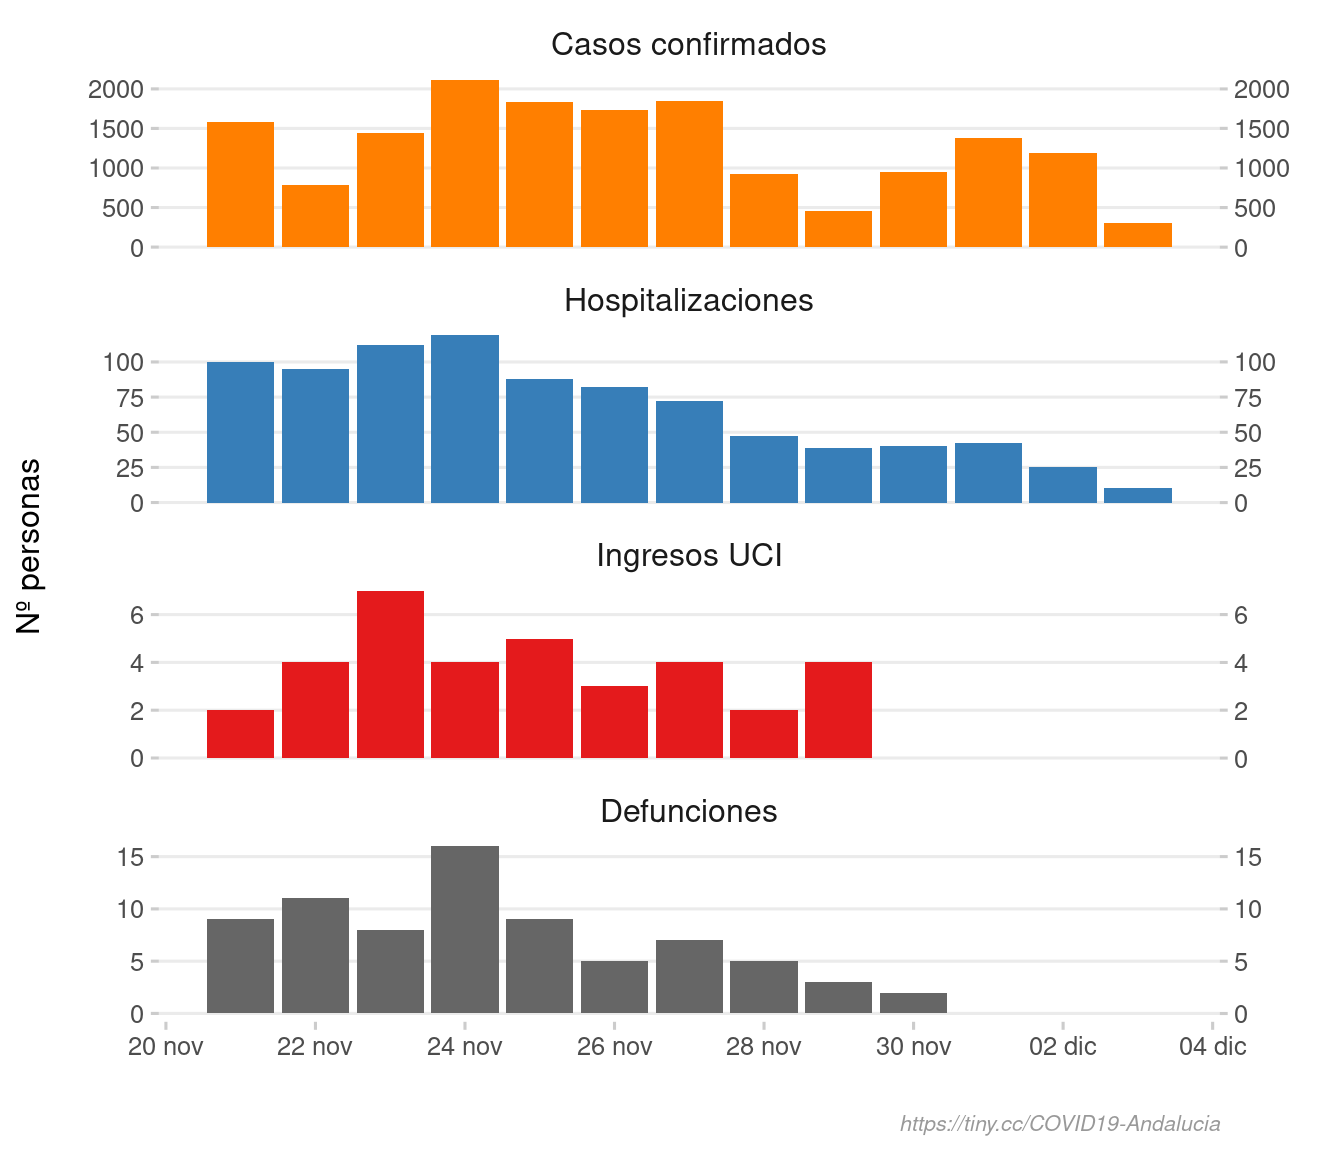 Casos confirmados
2000 2000
1500 1500
1000 1000
500 500
0 0
Hospitalizaciones
100 100
75 75
50 50
25 25
0 0
Nº personas
Ingresos UCI
6 6
4 4
2 2
0 0
Defunciones
15 15
10 10
5 5
0 0
20 nov 22 nov 24 nov 26 nov 28 nov 30 nov 02 dic 04 dic
https://tiny.cc/COVID19-Andalucia